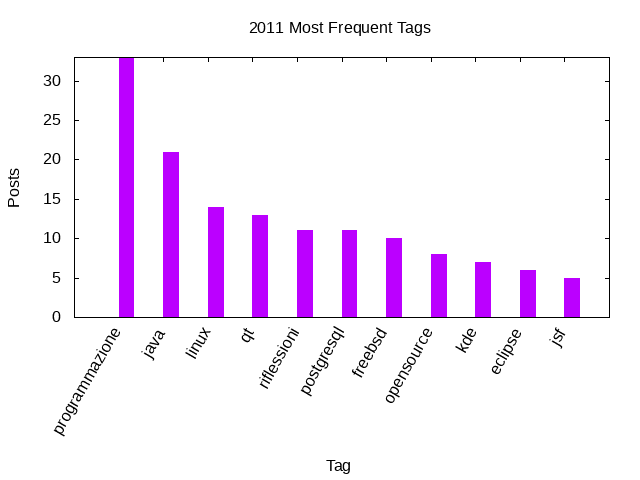 2011 Most Frequent Tags
30
25
20
15
10
5
0
Posts
programmazione
java
linux
qt
riflessioni
postgresql
freebsd
opensource
kde
eclipse
jsf
Tag